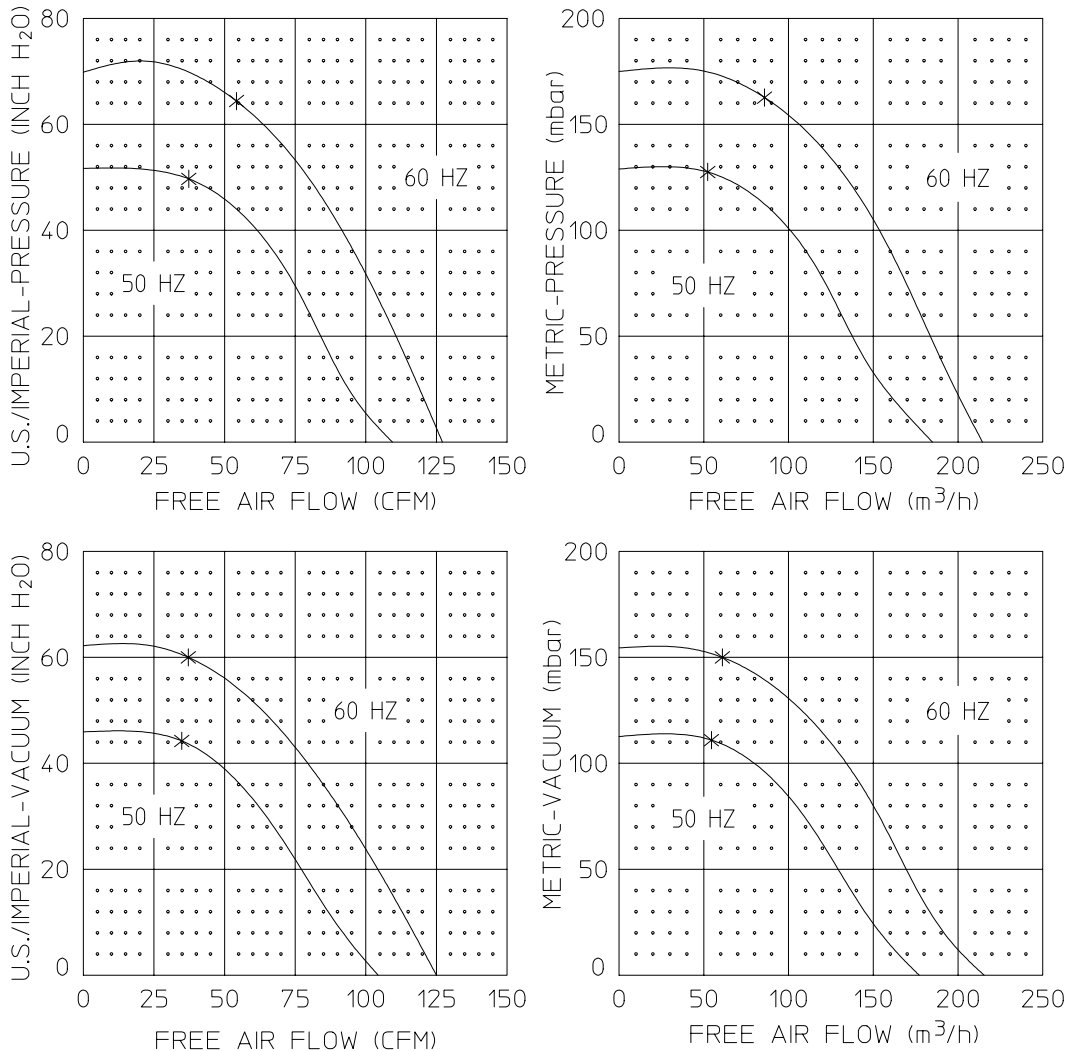 U.S./IMPERIAL-PRESSURE (INCH H₂O)
80
60
40
20
0
60 HZ
50 HZ
0 25 50 75 100 125 150
FREE AIR FLOW (CFM)
METRIC-PRESSURE (mbar)
200
150
100
50
0
60 HZ
50 HZ
0 50 100 150 200 250
FREE AIR FLOW (m³/h)
U.S./IMPERIAL-VACUUM (INCH H₂O)
80
60
40
20
0
60 HZ
50 HZ
0 25 50 75 100 125 150
FREE AIR FLOW (CFM)
METRIC-VACUUM (mbar)
200
150
100
50
0
60 HZ
50 HZ
0 50 100 150 200 250
FREE AIR FLOW (m³/h)